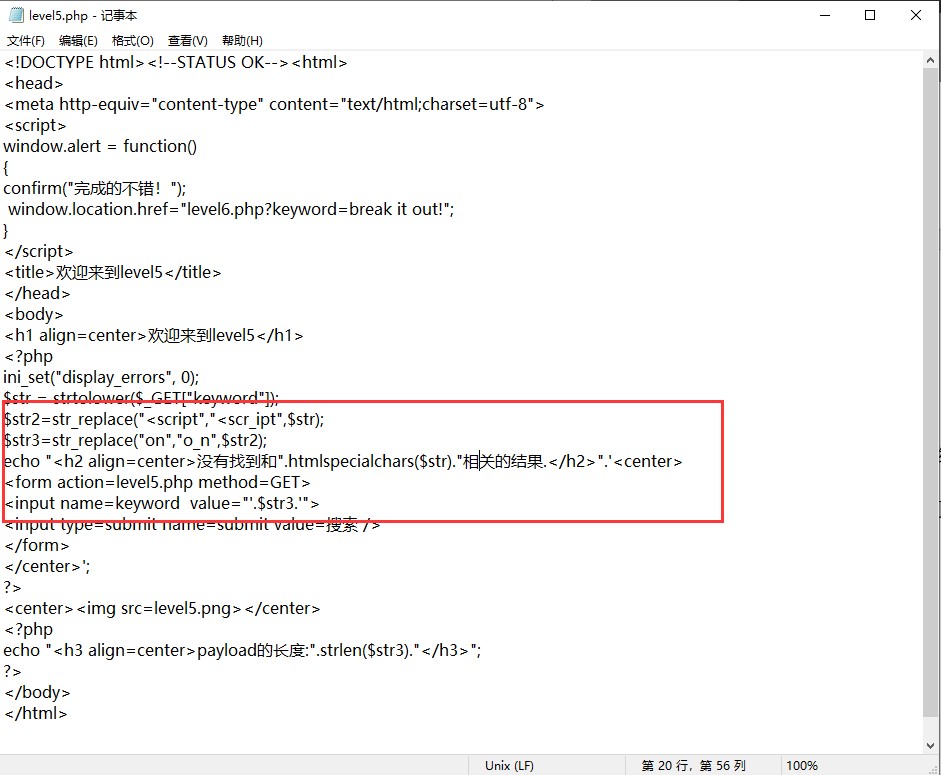 level5.php - 记事本
文件(F) 编辑(E) 格式(O) 查看(V) 帮助(H)
<!DOCTYPE html><!--STATUS OK--><html>
<head>
<meta http-equiv="content-type" content="text/html;charset=utf-8">
<script>
window.alert = function()
{
confirm("完成的不错！");
 window.location.href="level6.php?keyword=break it out!";
}
</script>
<title>欢迎来到level5</title>
</head>
<body>
<h1 align=center>欢迎来到level5</h1>
<?php
ini_set("display_errors", 0);
$str = strtolower($_GET["keyword"]);
$str2=str_replace("<script","<scr_ipt",$str);
$str3=str_replace("on","o_n",$str2);
echo "<h2 align=center>没有找到和".htmlspecialchars($str)."相关的结果.</h2>".'<center>
<form action=level5.php method=GET>
<input name=keyword  value="'.$str3.'">
<input type=submit name=submit value=搜索 />
</form>
</center>';
?>
<center><img src=level5.png></center>
<?php
echo "<h3 align=center>payload的长度:".strlen($str3)."</h3>";
?>
</body>
</html>
Unix (LF) 第 20 行，第 56 列 100%